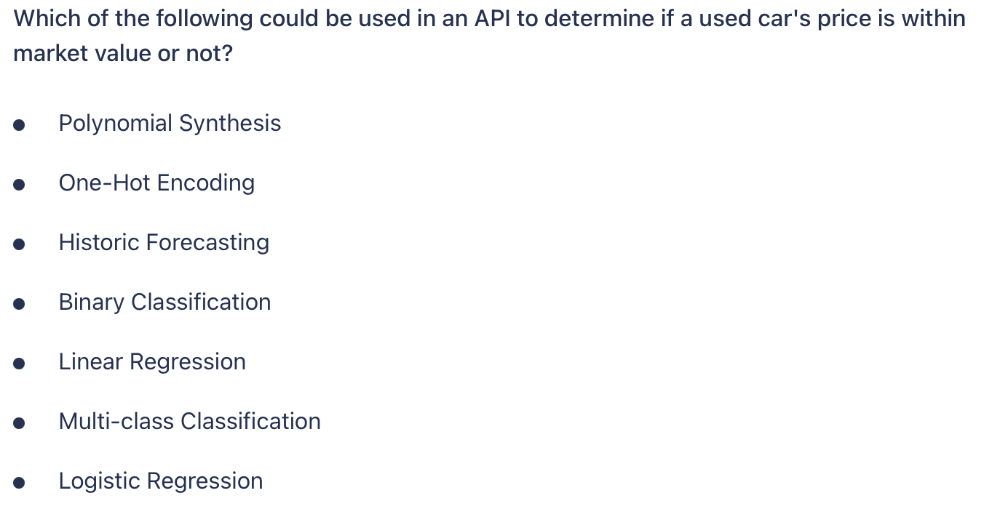 Which of the following could be used in an API to determine if a used car's price is within
market value or not?
● Polynomial Synthesis
● One-Hot Encoding
● Historic Forecasting
● Binary Classification
● Linear Regression
● Multi-class Classification
● Logistic Regression